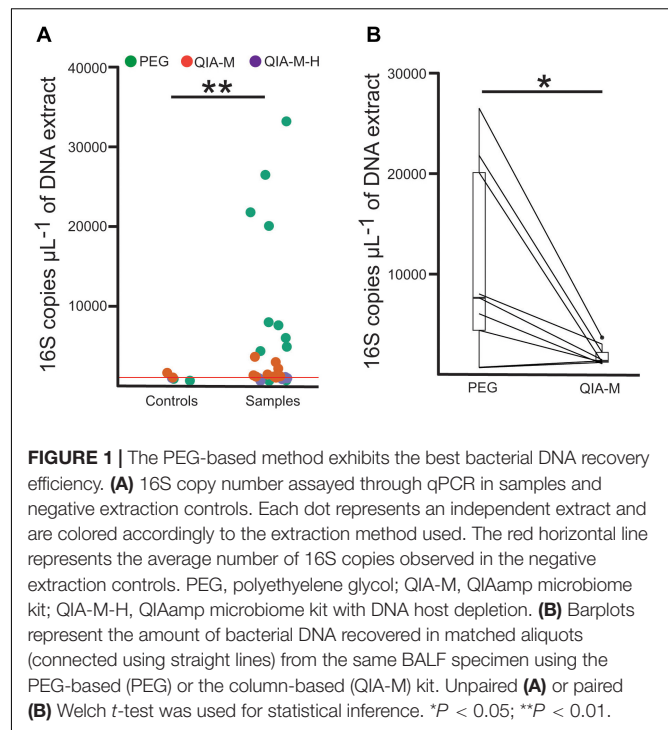 A
PEG QIA-M QIA-M-H
**
16S copies µL-1 of DNA extract
40000
30000
20000
10000
0
Controls Samples
B
*
16S copies µL-1 of DNA extract
30000
20000
10000
PEG QIA-M
FIGURE 1 | The PEG-based method exhibits the best bacterial DNA recovery
efficiency. (A) 16S copy number assayed through qPCR in samples and
negative extraction controls. Each dot represents an independent extract and
are colored accordingly to the extraction method used. The red horizontal line
represents the average number of 16S copies observed in the negative
extraction controls. PEG, polyethyelene glycol; QIA-M, QIAamp microbiome
kit; QIA-M-H, QIAamp microbiome kit with DNA host depletion. (B) Barplots
represent the amount of bacterial DNA recovered in matched aliquots
(connected using straight lines) from the same BALF specimen using the
PEG-based (PEG) or the column-based (QIA-M) kit. Unpaired (A) or paired
(B) Welch t-test was used for statistical inference. *P < 0.05; **P < 0.01.